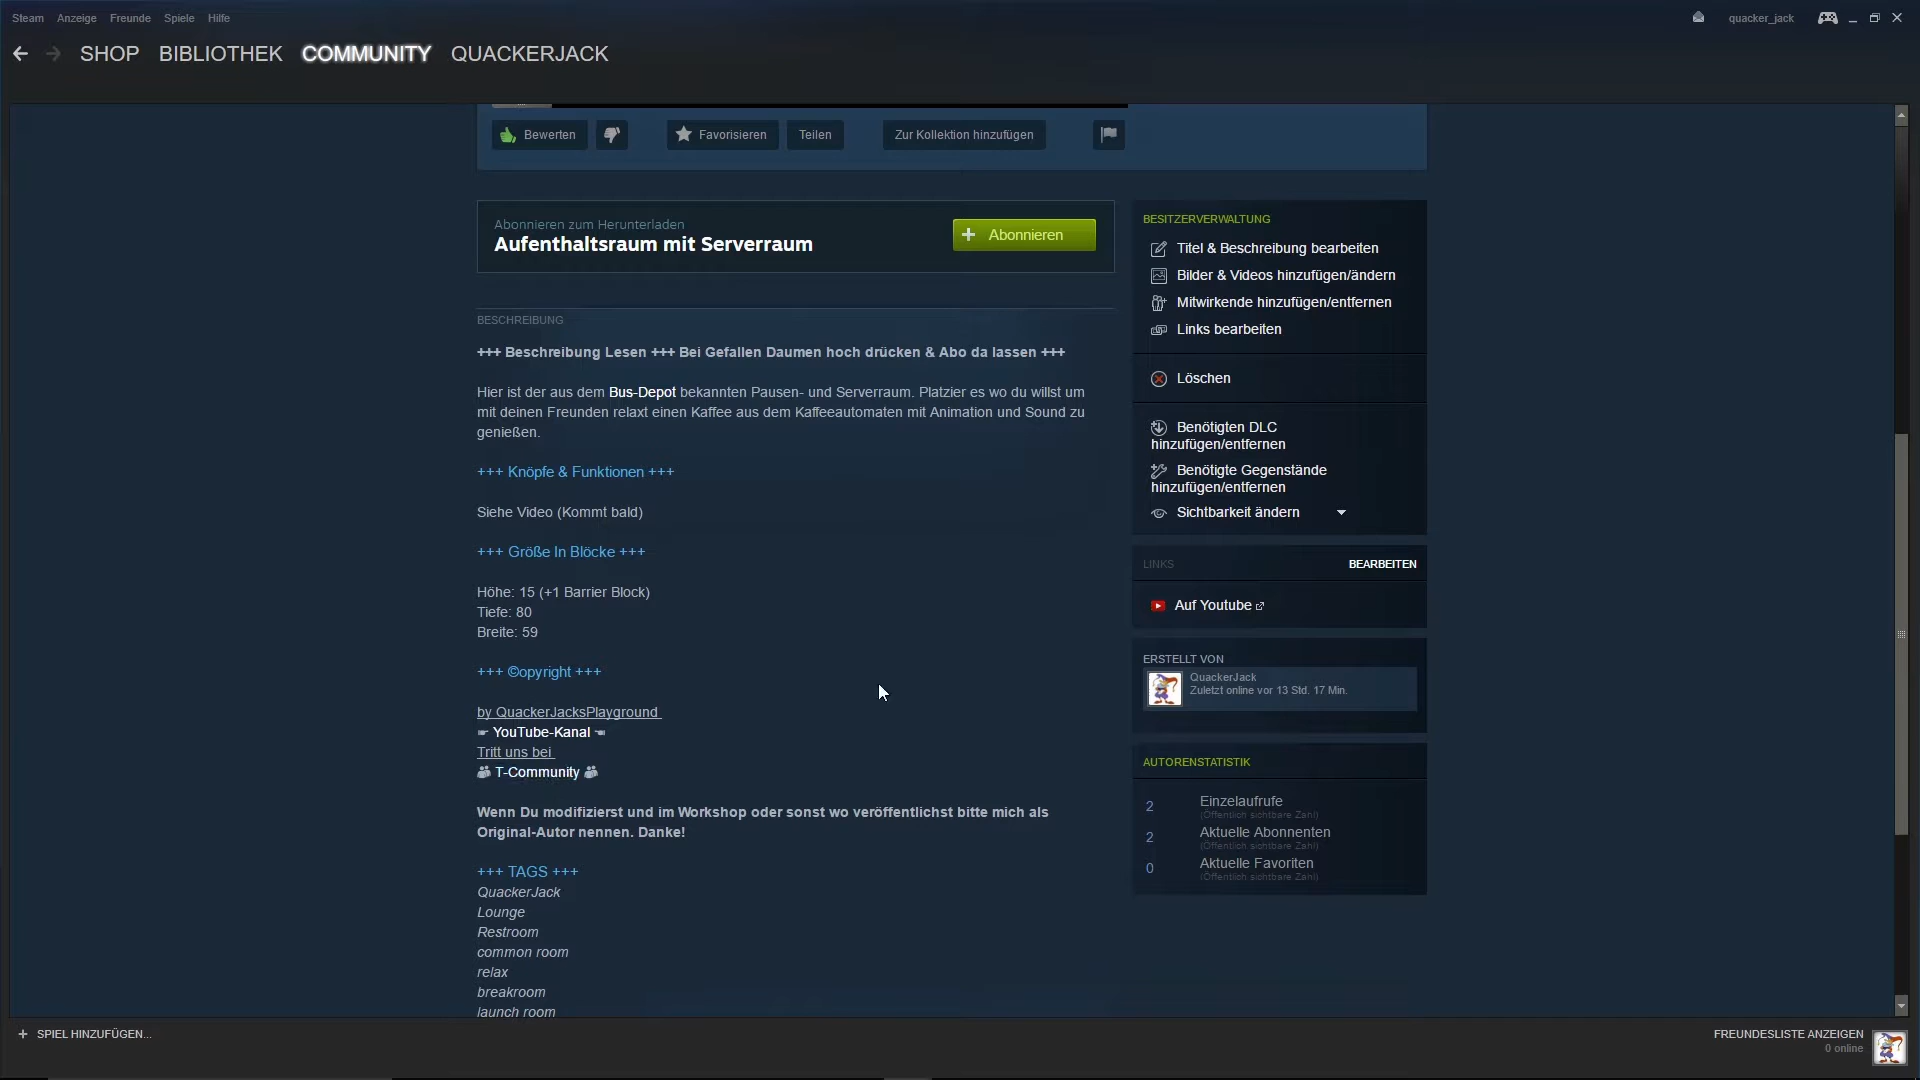 Steam Anzeige Freunde Spiele Hilfe
quacker_jack
SHOP BIBLIOTHEK COMMUNITY QUACKERJACK
Bewerten
Favorisieren
Teilen
Zur Kollektion hinzufügen
Abonnieren zum Herunterladen
Aufenthaltsraum mit Serverraum
+ Abonnieren
BESCHREIBUNG
+++ Beschreibung Lesen +++ Bei Gefallen Daumen hoch drücken & Abo da lassen +++
Hier ist der aus dem Bus-Depot bekannten Pausen- und Serverraum. Platzier es wo du willst um
mit deinen Freunden relaxt einen Kaffee aus dem Kaffeeautomaten mit Animation und Sound zu
genießen.
+++ Knöpfe & Funktionen +++
Siehe Video (Kommt bald)
+++ Größe In Blöcke +++
Höhe: 15 (+1 Barrier Block)
Tiefe: 80
Breite: 59
+++ ©opyright +++
by QuackerJacksPlayground
☛ YouTube-Kanal ☚
Tritt uns bei
T-Community
Wenn Du modifizierst und im Workshop oder sonst wo veröffentlichst bitte mich als
Original-Autor nennen. Danke!
+++ TAGS +++
QuackerJack
Lounge
Restroom
common room
relax
breakroom
launch room
BESITZERVERWALTUNG
Titel & Beschreibung bearbeiten
Bilder & Videos hinzufügen/ändern
Mitwirkende hinzufügen/entfernen
Links bearbeiten
Löschen
Benötigten DLC
hinzufügen/entfernen
Benötigte Gegenstände
hinzufügen/entfernen
Sichtbarkeit ändern
LINKS BEARBEITEN
Auf Youtube
ERSTELLT VON
QuackerJack
Zuletzt online vor 13 Std. 17 Min.
AUTORENSTATISTIK
2 Einzelaufrufe
(Öffentlich sichtbare Zahl)
2 Aktuelle Abonnenten
(Öffentlich sichtbare Zahl)
0 Aktuelle Favoriten
(Öffentlich sichtbare Zahl)
+ SPIEL HINZUFÜGEN...
FREUNDESLISTE ANZEIGEN
0 online